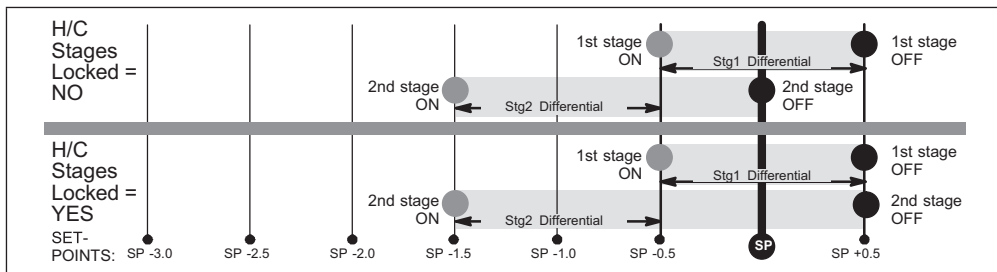 H/C
Stages
Locked =
NO
1st stage
ON
1st stage
OFF
Stg1 Differential
2nd stage
ON
2nd stage
OFF
Stg2 Differential
H/C
Stages
Locked =
YES
1st stage
ON
1st stage
OFF
Stg1 Differential
2nd stage
ON
2nd stage
OFF
Stg2 Differential
SET-
POINTS: SP -3.0 SP -2.5 SP -2.0 SP -1.5 SP -1.0 SP -0.5 SP SP +0.5